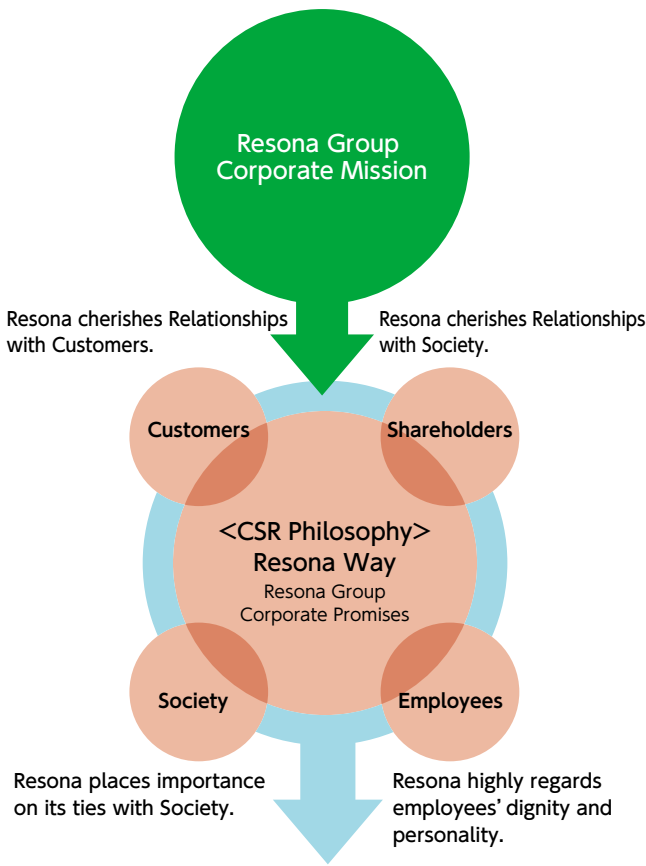 Resona Group
Corporate Mission
Resona cherishes Relationships
with Customers.
Resona cherishes Relationships
with Society.
Customers
Shareholders
<CSR Philosophy>
Resona Way
Resona Group
Corporate Promises
Society
Employees
Resona places importance
on its ties with Society.
Resona highly regards
employees’ dignity and
personality.